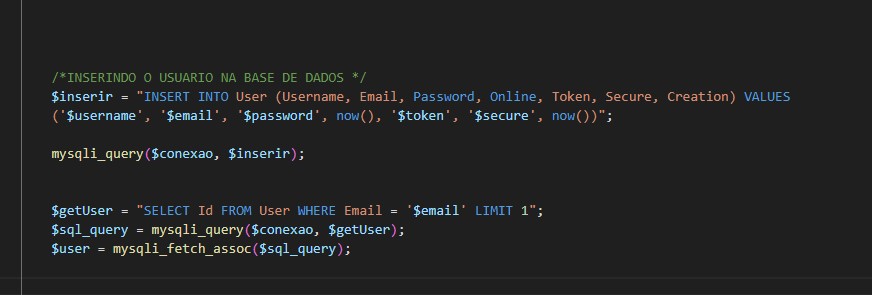 /*INSERINDO O USUARIO NA BASE DE DADOS */
$inserir = "INSERT INTO User (Username, Email, Password, Online, Token, Secure, Creation) VALUES
('$username', '$email', '$password', now(), '$token', '$secure', now())";
mysqli_query($conexao, $inserir);
$getUser = "SELECT Id FROM User WHERE Email = '$email' LIMIT 1";
$sql_query = mysqli_query($conexao, $getUser);
$user = mysqli_fetch_assoc($sql_query);